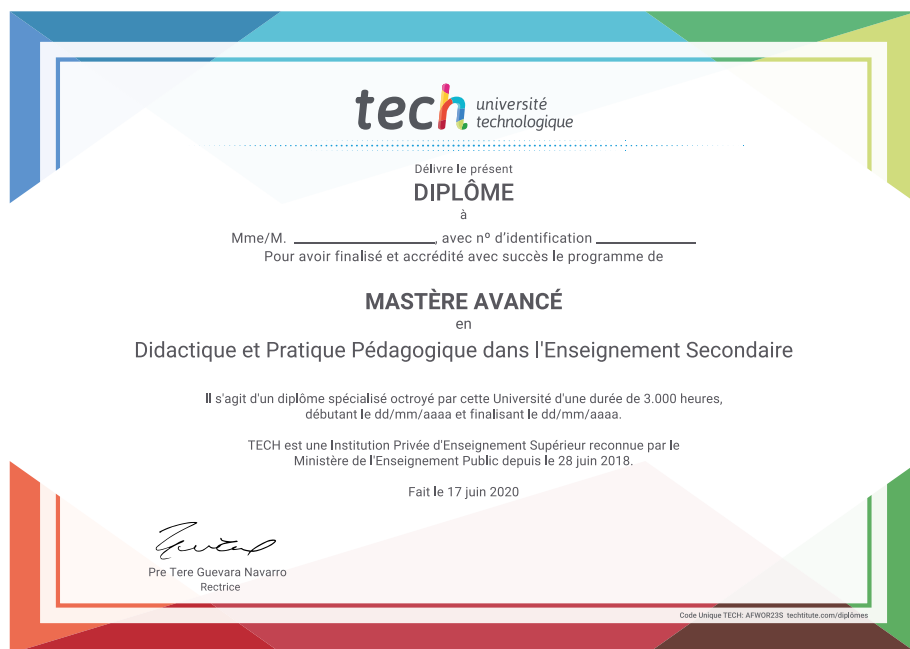 tech université
technologique
Délivre le présent
DIPLÔME
à
Mme/M. ____________, avec nº d'identification ____________
Pour avoir finalisé et accrédité avec succès le programme de
MASTÈRE AVANCÉ
en
Didactique et Pratique Pédagogique dans l'Enseignement Secondaire
Il s'agit d'un diplôme spécialisé octroyé par cette Université d'une durée de 3.000 heures,
débutant le dd/mm/aaaa et finalisant le dd/mm/aaaa.
TECH est une Institution Privée d'Enseignement Supérieur reconnue par le
Ministère de l'Enseignement Public depuis le 28 juin 2018.
Fait le 17 juin 2020
Pre Tere Guevara Navarro
Rectrice
Code Unique TECH: AFWOR23S techtitute.com/diplômes